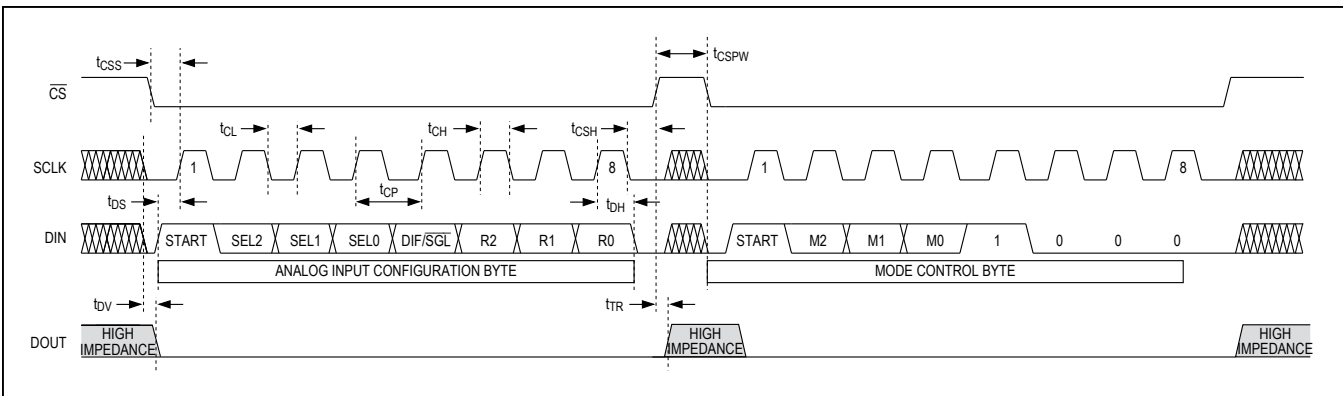 tCSS
tCSPW
CS
tCL
tCH
tCSH
SCLK
1
8
1
8
tCP
tDS
tDH
DIN
START SEL2 SEL1 SEL0 DIF/SGL R2 R1 R0 START M2 M1 M0 1 0 0 0
ANALOG INPUT CONFIGURATION BYTE
MODE CONTROL BYTE
tDV
tTR
DOUT
HIGH
IMPEDANCE
HIGH
IMPEDANCE
HIGH
IMPEDANCE